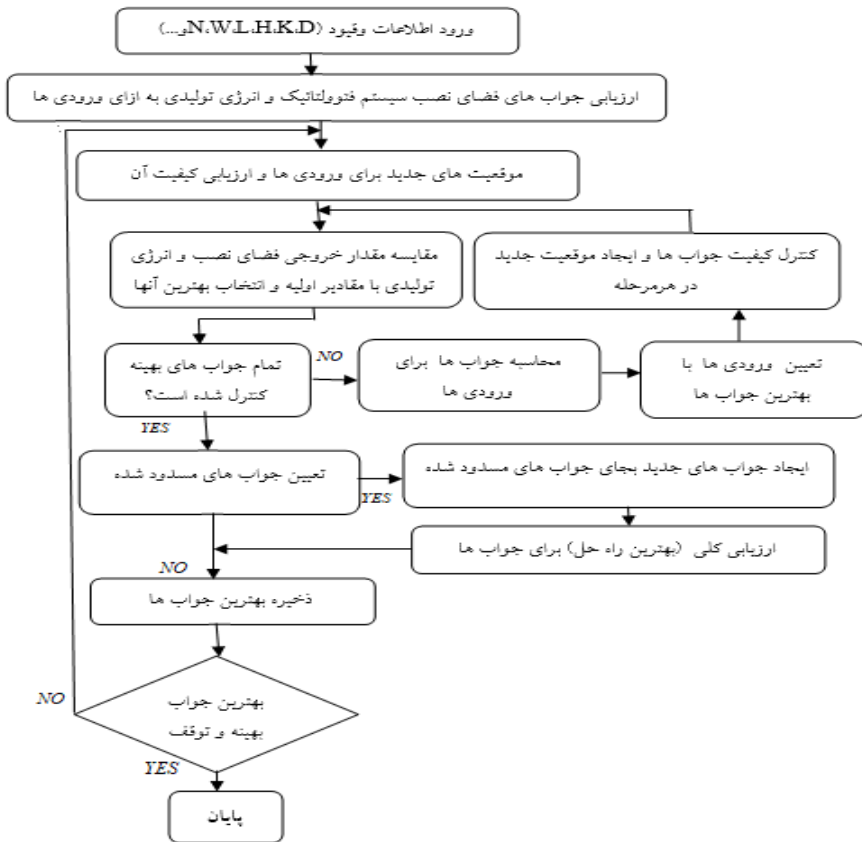 ورود اطلاعات وقیود (N،W،L،H،K،D و...)
ارزیابی جواب های فضای نصب سیستم فتوولتاتیک و انرژی تولیدی به ازای ورودی ها
موقعیت های جدید برای ورودی ها و ارزیابی کیفیت آن
مقایسه مقدار خروجی فضای نصب و انرژی
تولیدی با مقادیر اولیه و انتخاب بهترین آنها
کنترل کیفیت جواب ها و ایجاد موقعیت جدید
در هرمرحله
تمام جواب های بهینه
کنترل شده است؟
NO
محاسبه جواب ها برای
ورودی ها
تعیین ورودی ها با
بهترین جواب ها
YES
تعیین جواب های مسدود شده
YES
ایجاد جواب های جدید بجای جواب های مسدود شده
ارزیابی کلی (بهترین راه حل) برای جواب ها
NO
ذخیره بهترین جواب ها
NO
بهترین جواب
بهینه و توقف
YES
پایان